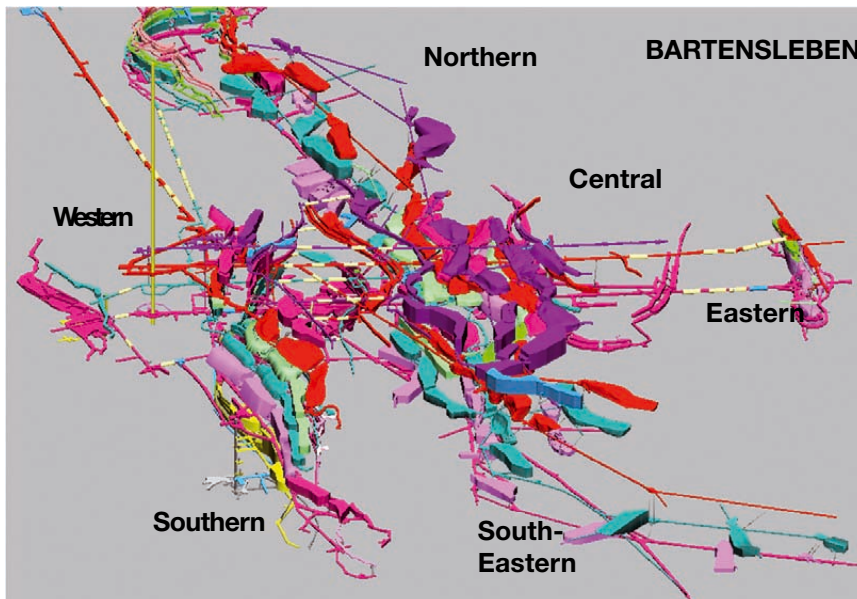 Northern
BARTENSLEBEN
Central
Western
Eastern
Southern
South-
Eastern